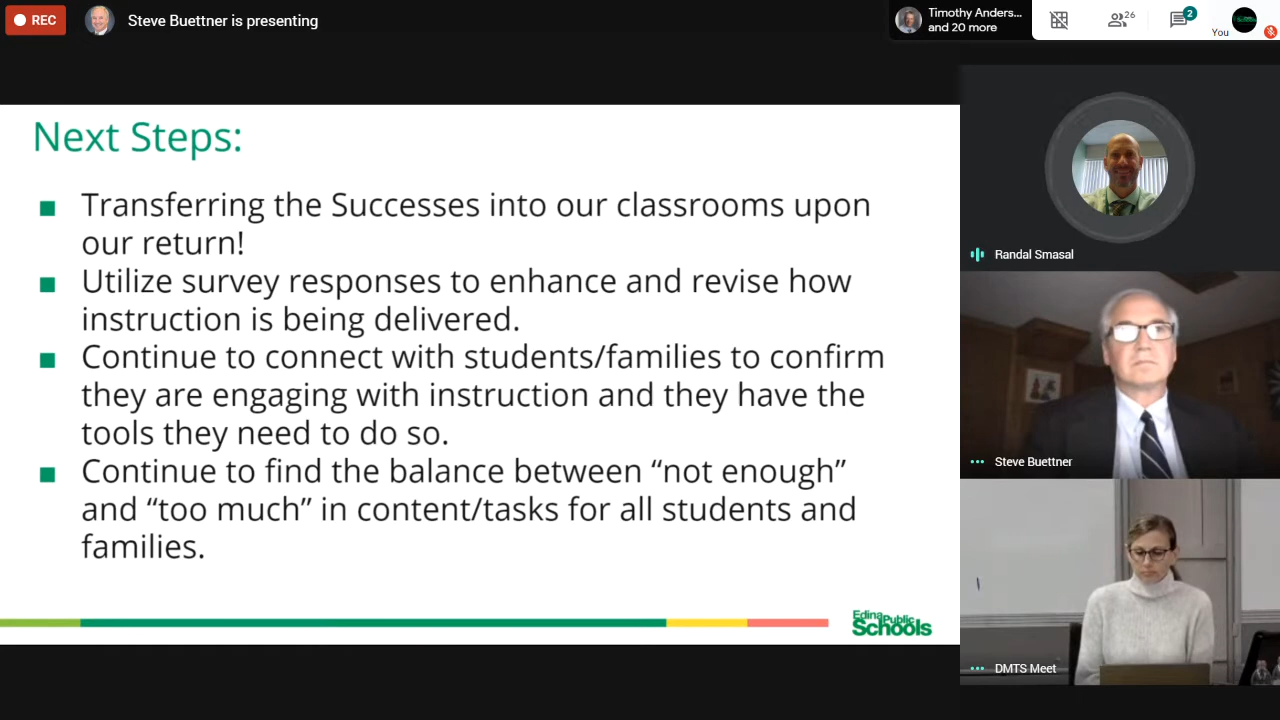 REC
Steve Buettner is presenting
Timothy Anders...
and 20 more
26
2
You
Next Steps:
Transferring the Successes into our classrooms upon
our return!
Utilize survey responses to enhance and revise how
instruction is being delivered.
Continue to connect with students/families to confirm
they are engaging with instruction and they have the
tools they need to do so.
Continue to find the balance between “not enough”
and “too much” in content/tasks for all students and
families.
Edina Public
Schools
Randal Smasal
Steve Buettner
DMTS Meet